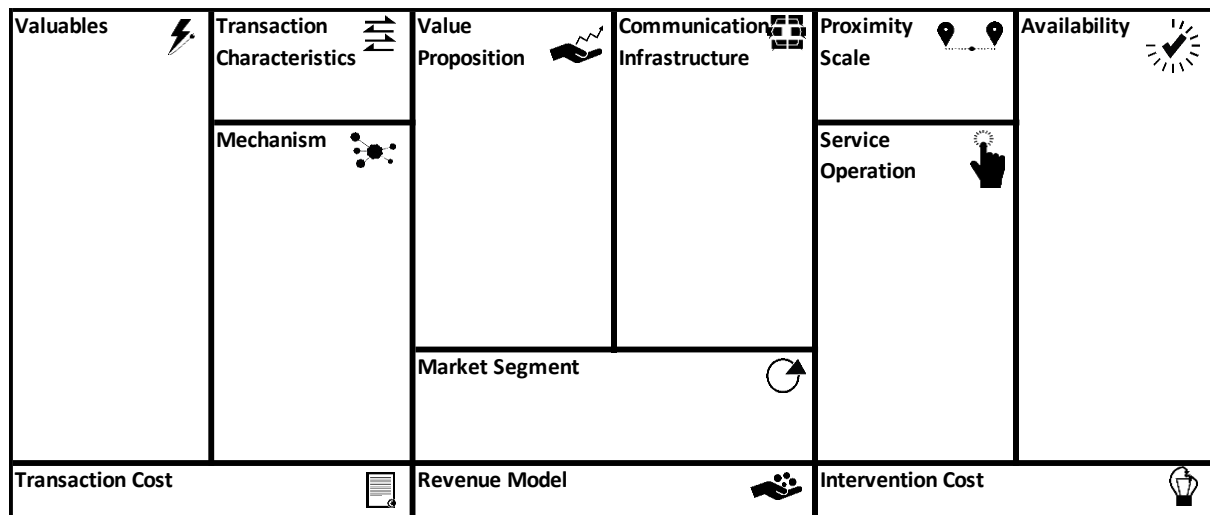 Valuables
Transaction
Characteristics
Value
Proposition
Communication
Infrastructure
Proximity
Scale
Availability
Mechanism
Service
Operation
Market Segment
Transaction Cost
Revenue Model
Intervention Cost